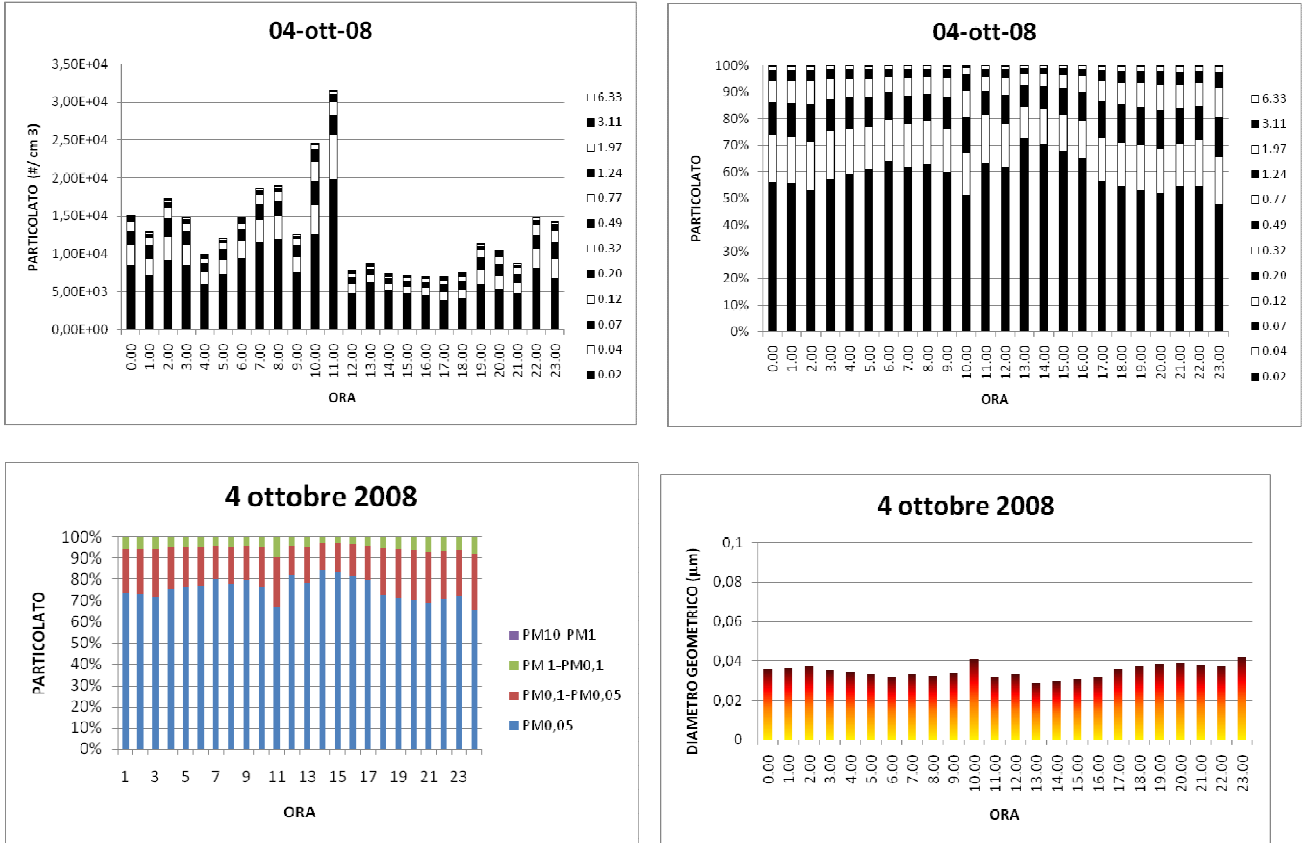 04-ott-08
PARTICOLATO (#/ cm 3)
3,50E+04
3,00E+04
2,50E+04
2,00E+04
1,50E+04
1,00E+04
5,00E+03
0,00E+00
0.00 1.00 2.00 3.00 4.00 5.00 6.00 7.00 8.00 9.00 10.00 11.00 12.00 13.00 14.00 15.00 16.00 17.00 18.00 19.00 20.00 21.00 22.00 23.00
ORA
6.33
3.11
1.97
1.24
0.77
0.49
0.32
0.20
0.12
0.07
0.04
0.02
04-ott-08
PARTICOLATO
100%
90%
80%
70%
60%
50%
40%
30%
20%
10%
0%
0.00 1.00 2.00 3.00 4.00 5.00 6.00 7.00 8.00 9.00 10.00 11.00 12.00 13.00 14.00 15.00 16.00 17.00 18.00 19.00 20.00 21.00 22.00 23.00
ORA
6.33
3.11
1.97
1.24
0.77
0.49
0.32
0.20
0.12
0.07
0.04
0.02
4 ottobre 2008
PARTICOLATO
100%
90%
80%
70%
60%
50%
40%
30%
20%
10%
0%
1 3 5 7 9 11 13 15 17 19 21 23
ORA
PM10-PM1
PM 1-PM0,1
PM0,1-PM0,05
PM0,05
4 ottobre 2008
DIAMETRO GEOMETRICO (µm)
0,1
0,08
0,06
0,04
0,02
0
0.00 1.00 2.00 3.00 4.00 5.00 6.00 7.00 8.00 9.00 10.00 11.00 12.00 13.00 14.00 15.00 16.00 17.00 18.00 19.00 20.00 21.00 22.00 23.00
ORA